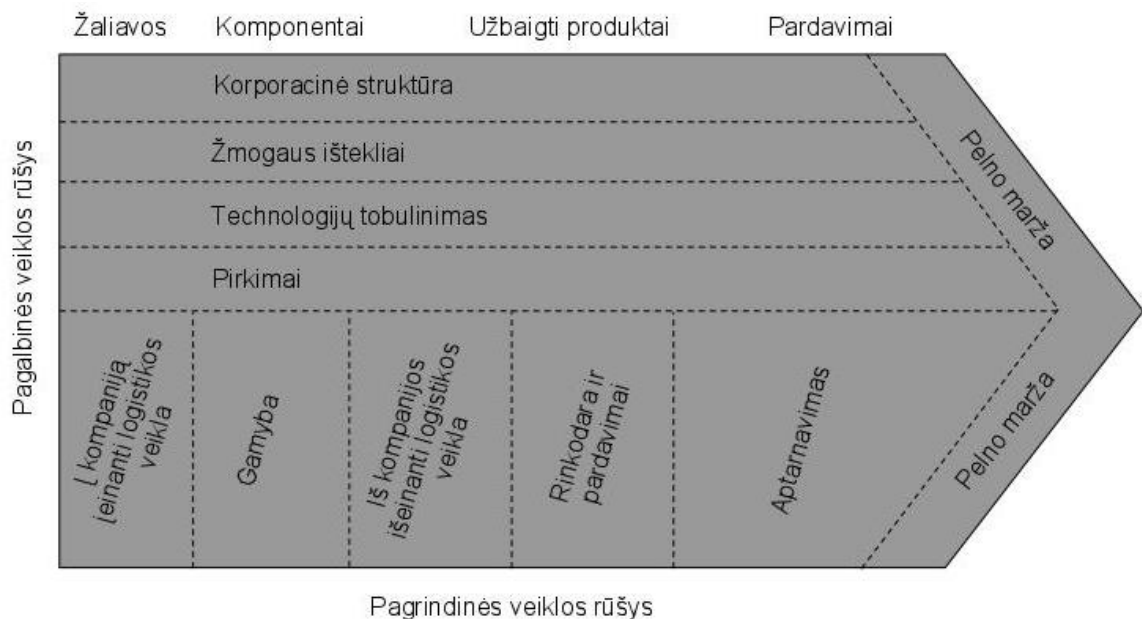 Žaliavos
Komponentai
Užbaigti produktai
Pardavimai
Pagalbinės veiklos rūšys
Korporacinė struktūra
Žmogaus ištekliai
Technologijų tobulinimas
Pirkimai
Pelno marža
Į kompaniją
įeinanti logistikos
veikla
Gamyba
Iš kompanijos
išeinanti logistikos
veikla
Rinkodara ir
pardavimai
Aptarnavimas
Pelno marža
Pagrindinės veiklos rūšys